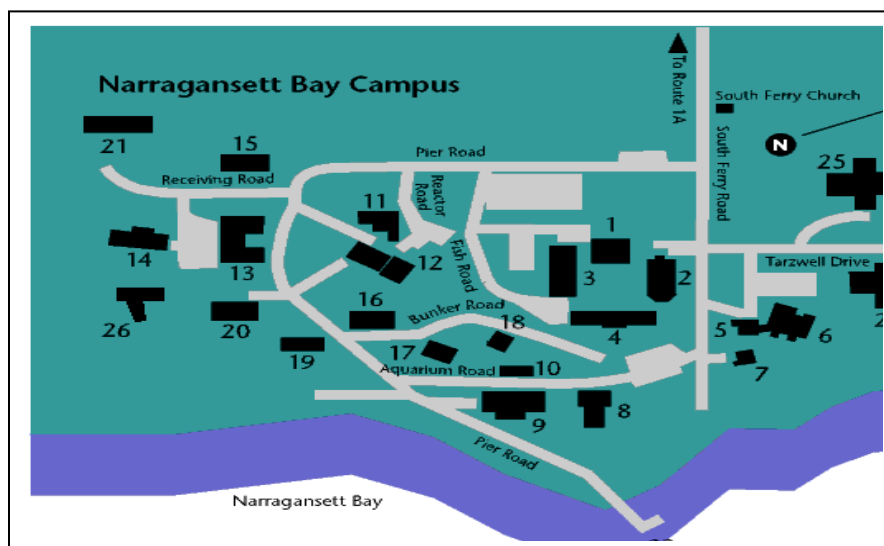 Narragansett Bay Campus
To Route 1A
South Ferry Church
N
South Ferry Road
21
15
Pier Road
25
Receiving Road
Reactor
Road
11
1
14
13
12
Fish Road
3
2
Tarzwell Drive
26
20
16
Bunker Road
18
4
5
6
2
19
17
10
7
Aquarium Road
9
8
Pier Road
Narragansett Bay